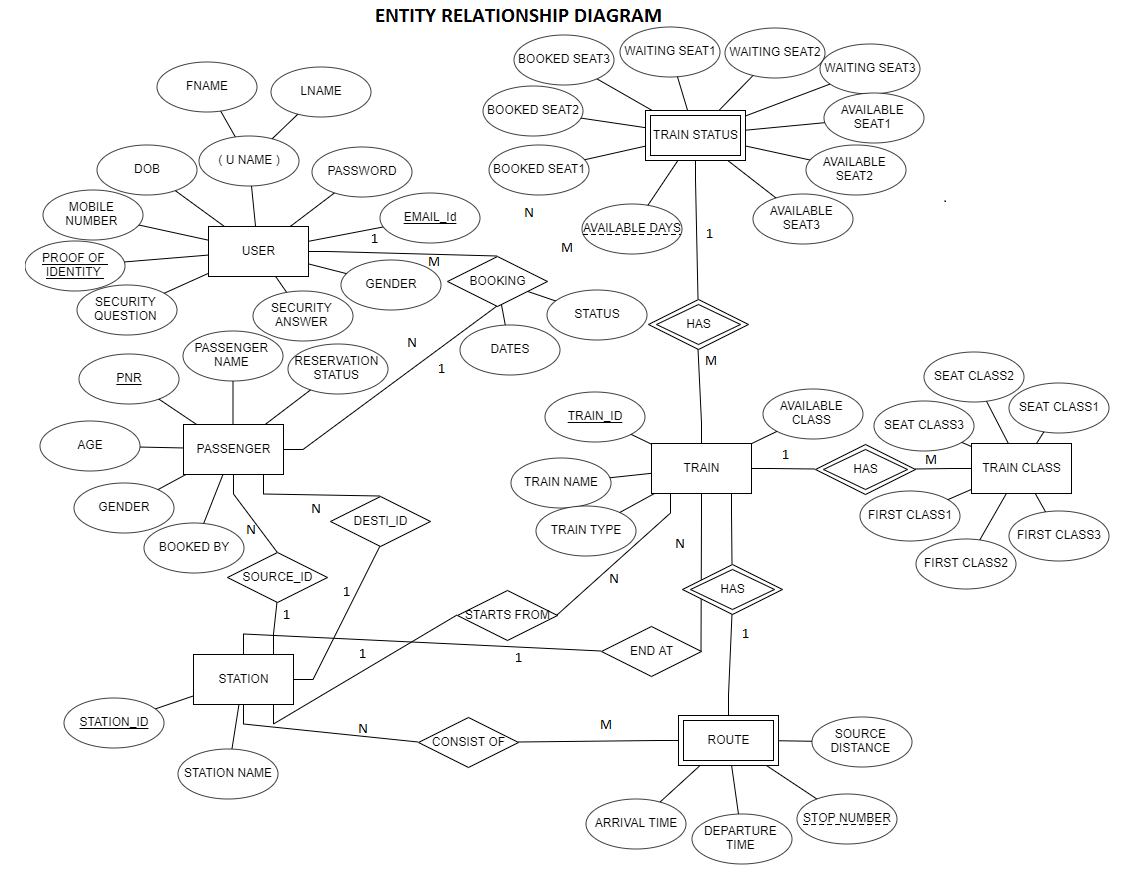 ENTITY RELATIONSHIP DIAGRAM
FNAME
LNAME
( U NAME )
DOB
PASSWORD
MOBILE
NUMBER
EMAIL_Id
PROOF OF
IDENTITY
USER
1
M
SECURITY
QUESTION
SECURITY
ANSWER
GENDER
BOOKING
STATUS
DATES
N
1
BOOKED SEAT3
WAITING SEAT1
WAITING SEAT2
WAITING SEAT3
BOOKED SEAT2
AVAILABLE
SEAT1
TRAIN STATUS
BOOKED SEAT1
AVAILABLE
SEAT2
N
AVAILABLE DAYS
AVAILABLE
SEAT3
M
1
.
HAS
M
PASSENGER
NAME
PNR
RESERVATION
STATUS
AGE
PASSENGER
GENDER
BOOKED BY
N
N
DESTI_ID
SOURCE_ID
1
1
TRAIN_ID
AVAILABLE
CLASS
TRAIN
TRAIN NAME
TRAIN TYPE
1
HAS
M
SEAT CLASS2
SEAT CLASS1
SEAT CLASS3
TRAIN CLASS
FIRST CLASS1
FIRST CLASS3
FIRST CLASS2
N
N
HAS
STARTS FROM
1
END AT
1
1
STATION
STATION_ID
STATION NAME
N
CONSIST OF
M
ROUTE
SOURCE
DISTANCE
ARRIVAL TIME
DEPARTURE
TIME
STOP NUMBER